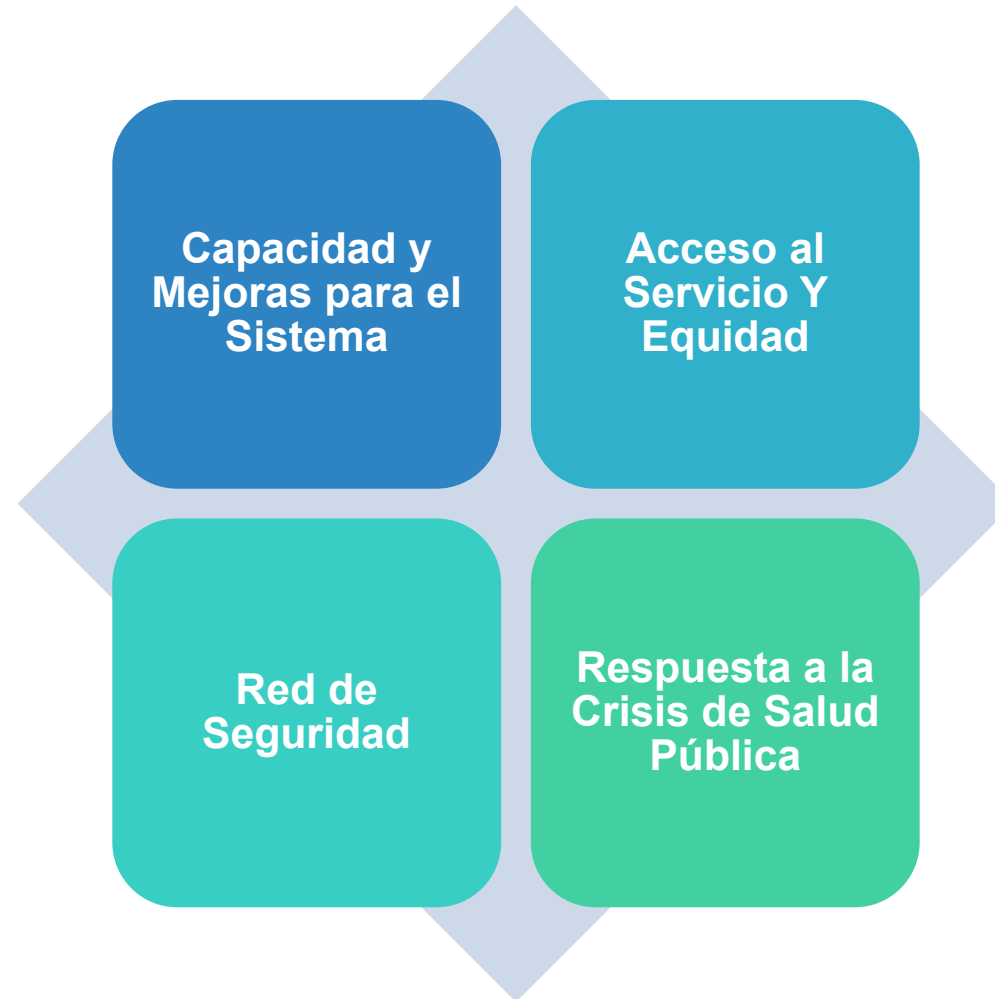 Capacidad y
Mejoras para el
Sistema
Acceso al
Servicio Y
Equidad
Red de
Seguridad
Respuesta a la
Crisis de Salud
Pública